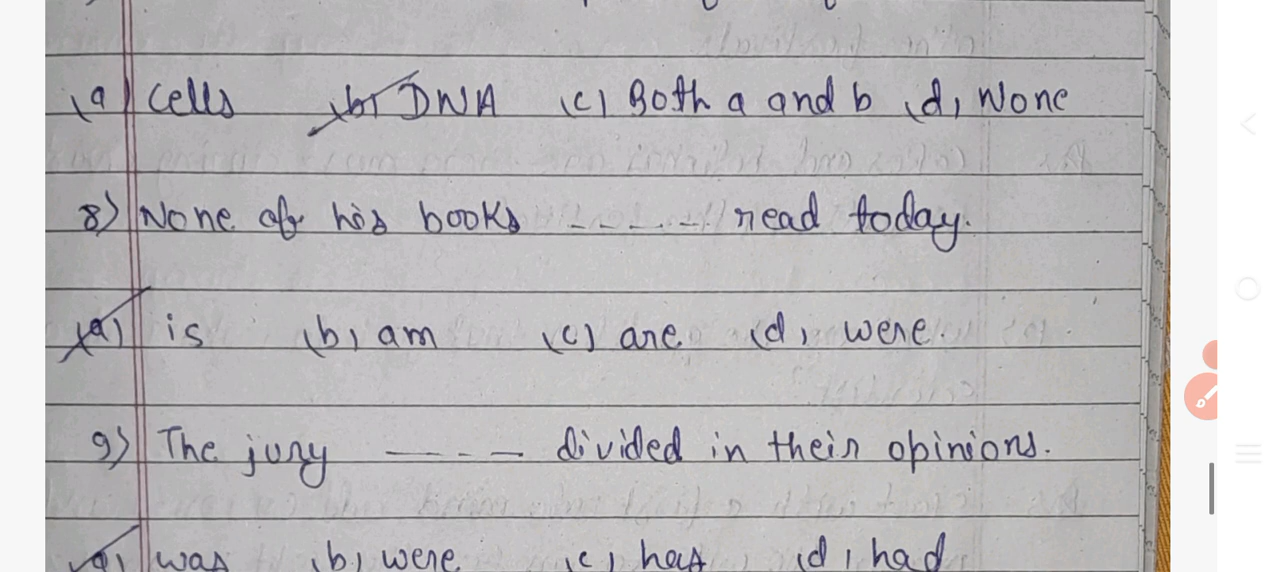 (a) cells (b) DNA (c) Both a and b (d) None
8) None of his books ----- read today.
(a) is (b) am (c) are (d) were.
9) The jury ---- divided in their opinions.
(a) was (b) were (c) has (d) had